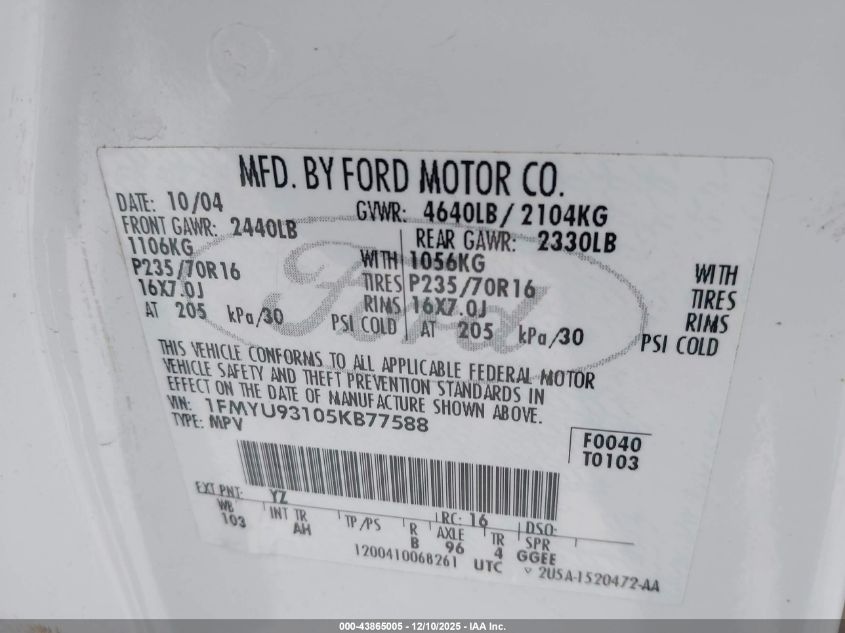 MFD. BY FORD MOTOR CO.
DATE: 10/04 GVWR: 4640LB/ 2104KG
FRONT GAWR: 2440LB REAR GAWR: 2330LB
1106KG WITH 1056KG WITH
P235/70R16 TIRES P235/70R16 TIRES
16X7.0J RIMS 16X7.0J RIMS
AT 205 kPa/30 PSI COLD AT 205 kPa/30 PSI COLD
Ford
THIS VEHICLE CONFORMS TO ALL APPLICABLE FEDERAL MOTOR
VEHICLE SAFETY AND THEFT PREVENTION STANDARDS IN
EFFECT ON THE DATE OF MANUFACTURE SHOWN ABOVE.
VIN: 1FMYU93105KB77588
TYPE: MPV
F0040
T0103
EXT PNT: YZ RC: 16 DSO:
WB INT TR TP/PS R AXLE TR SPR
103 AH B 96 4 GGEE
1200410068261 UTC 2U5A-1520472-AA
000-43865005 - 12/10/2025 - IAA Inc.